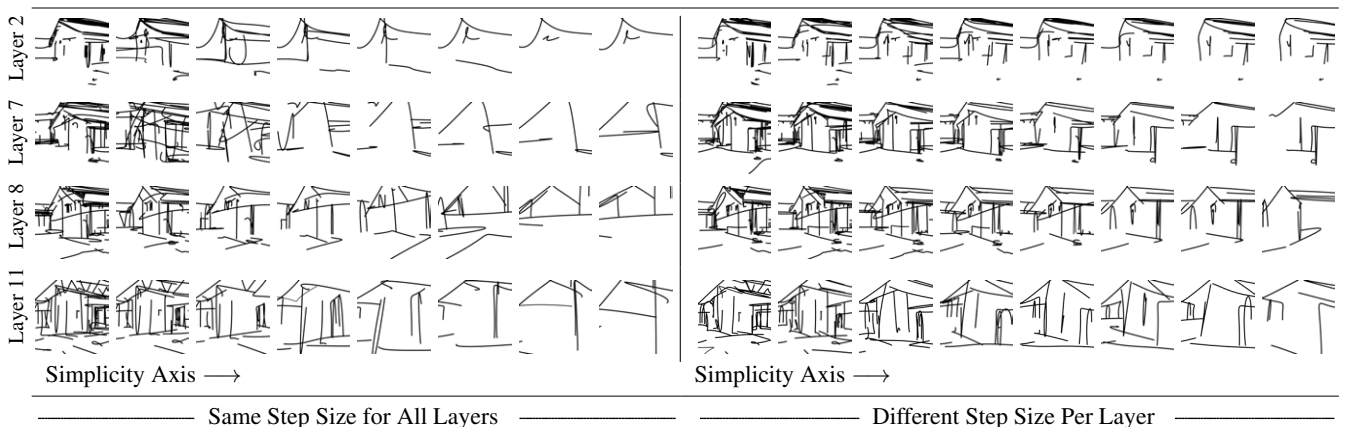 Layer 2
Layer 7
Layer 8
Layer 11
Simplicity Axis →
Simplicity Axis →
Same Step Size for All Layers
Different Step Size Per Layer